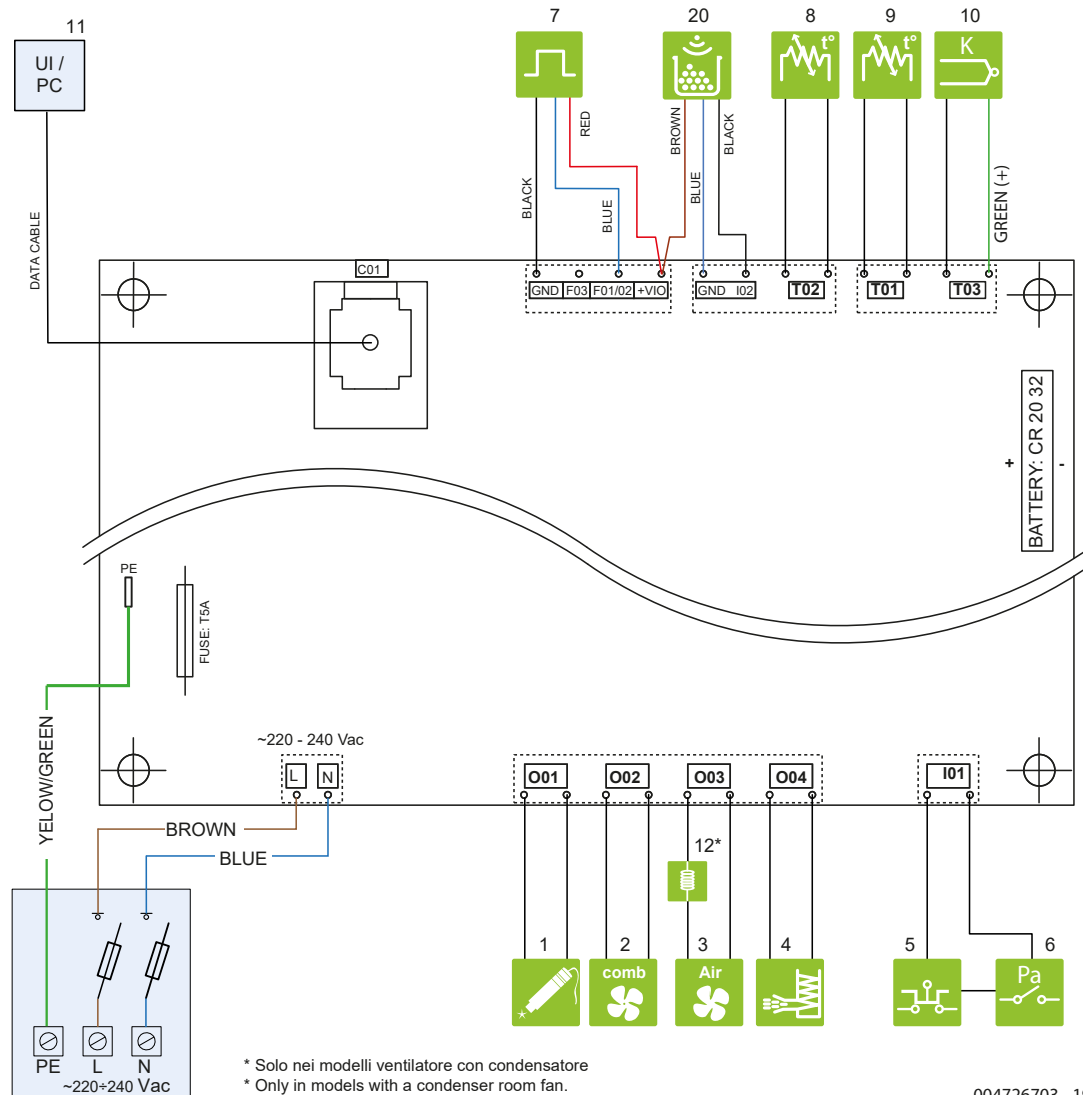 11
7
20
8
9
10
UI /
PC
t°
t°
K
RED
BROWN
BLACK
BLACK
BLUE
BLUE
GREEN (+)
DATA CABLE
C01
GND F03 F01/02 +VIO
GND I02
T02
T01
T03
BATTERY: CR 20 32
+
-
PE
FUSE: T5A
YELOW/GREEN
~220 - 240 Vac
L
N
O01
O02
O03
O04
I01
BROWN
BLUE
12*
1
2
3
4
5
6
comb
Air
Pa
PE
L
N
~220÷240 Vac
* Solo nei modelli ventilatore con condensatore
* Only in models with a condenser room fan.